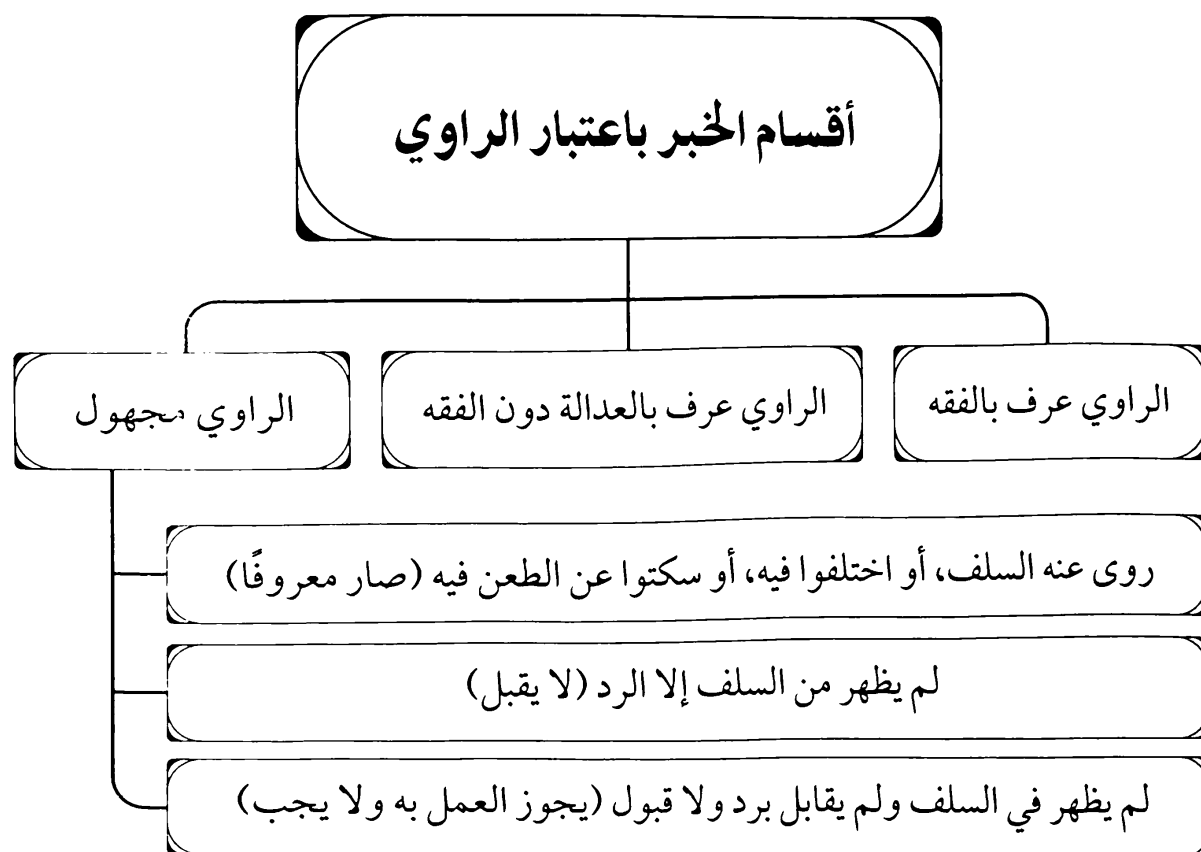 أقسام الخبر باعتبار الراوي
الراوي عرف بالفقه
الراوي عرف بالعدالة دون الفقه
الراوي مجهول
روى عنه السلف، أو اختلفوا فيه، أو سكتوا عن الطعن فيه (صار معروفًا)
لم يظهر من السلف إلا الرد (لا يقبل)
لم يظهر في السلف ولم يقابل برد ولا قبول (يجوز العمل به ولا يجب)